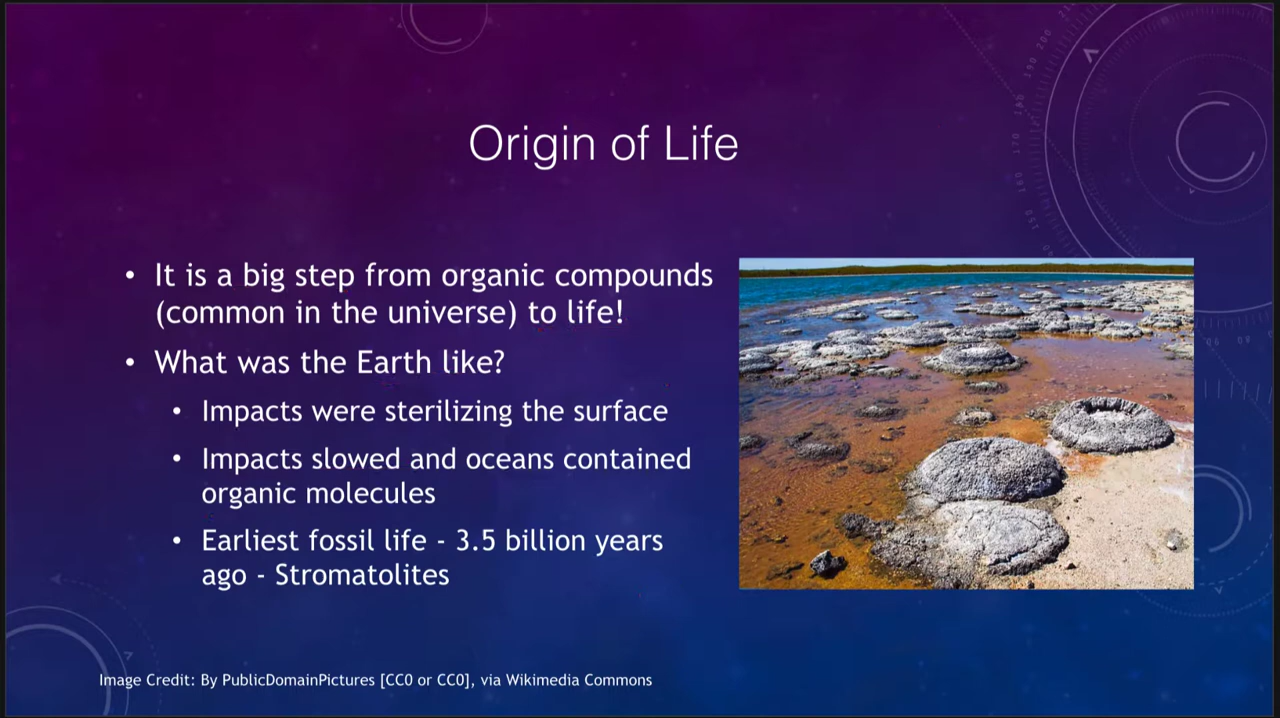 Origin of Life
• It is a big step from organic compounds
(common in the universe) to life!
• What was the Earth like?
• Impacts were sterilizing the surface
• Impacts slowed and oceans contained
organic molecules
• Earliest fossil life - 3.5 billion years
ago - Stromatolites
Image Credit: By PublicDomainPictures [CC0 or CC0], via Wikimedia Commons